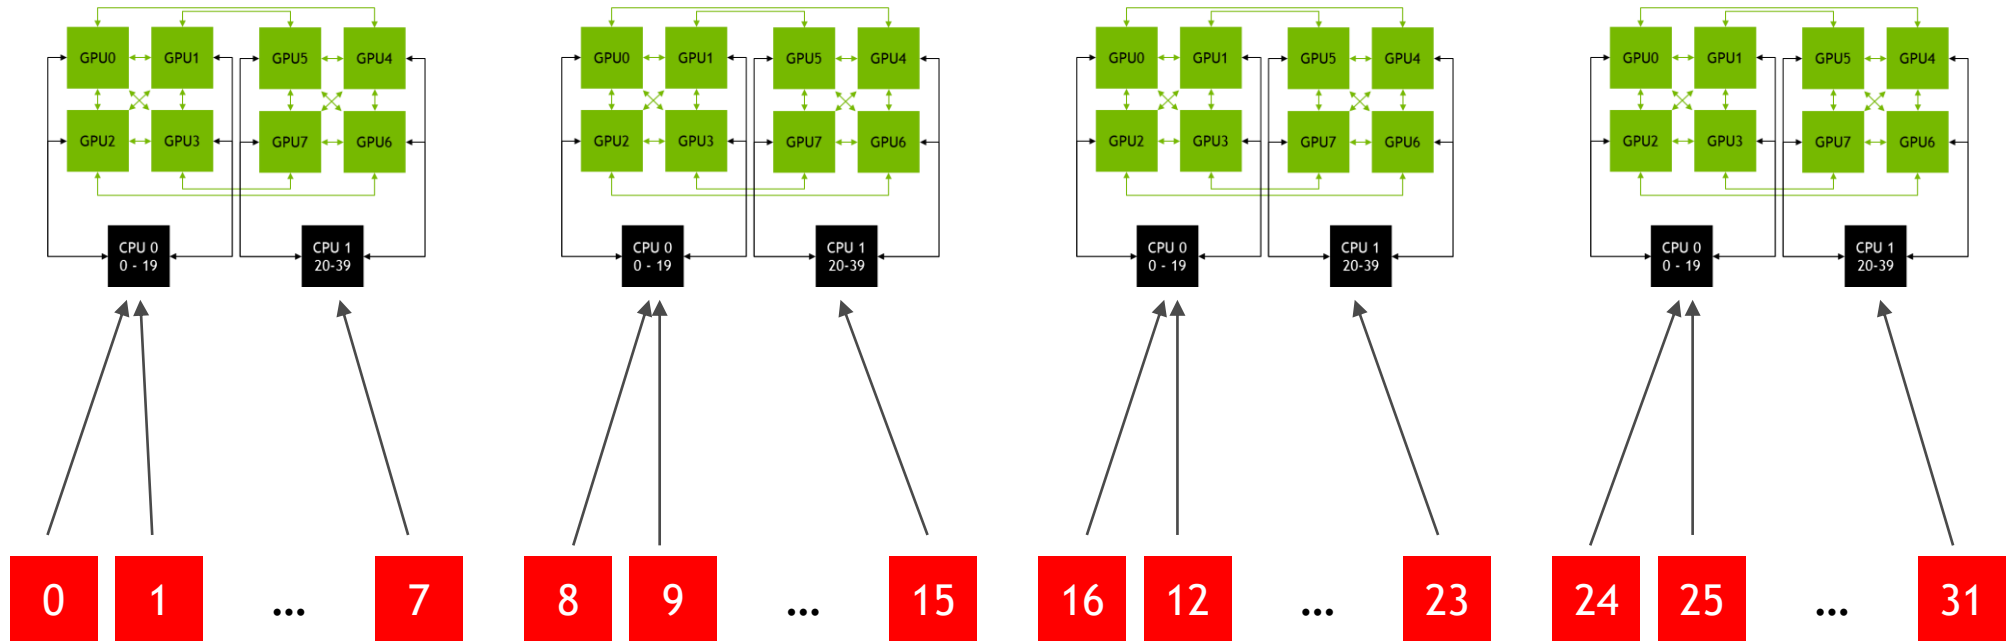 GPU0 GPU1 GPU5 GPU4 GPU0 GPU1 GPU5 GPU4 GPU0 GPU1 GPU5 GPU4 GPU0 GPU1 GPU5 GPU4
GPU2 GPU3 GPU7 GPU6 GPU2 GPU3 GPU7 GPU6 GPU2 GPU3 GPU7 GPU6 GPU2 GPU3 GPU7 GPU6
CPU 0 CPU 1 CPU 0 CPU 1 CPU 0 CPU 1 CPU 0 CPU 1
0 - 19 20-39 0 - 19 20-39 0 - 19 20-39 0 - 19 20-39
0 1 ... 7 8 9 ... 15 16 12 ... 23 24 25 ... 31